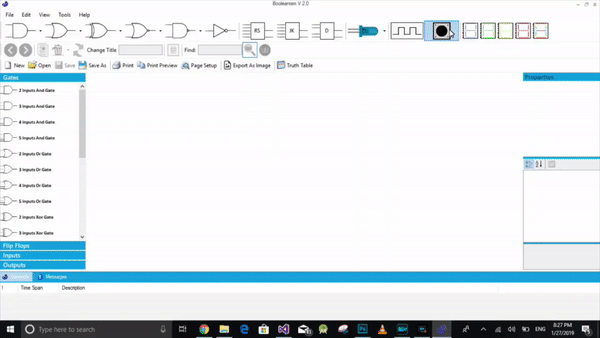 Boolearsen V 2.0
File Edit View Tools Help
RS JK D
Change Title Find:
New Open Save Save As Print Print Preview Page Setup Export As Image Truth Table
Gates
2 Inputs And Gate
3 Inputs And Gate
4 Inputs And Gate
5 Inputs And Gate
2 Inputs Or Gate
3 Inputs Or Gate
4 Inputs Or Gate
5 Inputs Or Gate
2 Inputs Xor Gate
3 Inputs Xor Gate
Flip Flops
Inputs
Outputs
Properties
Messages
! Time Span Description
Type here to search
ENG
8:27 PM
1/27/2019